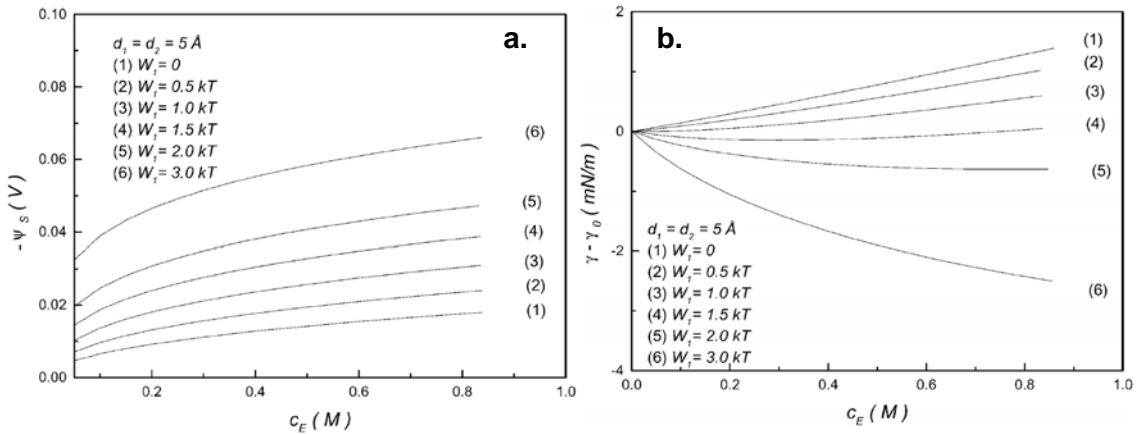 a.
d₁ = d₂ = 5 Å
(1) W₁= 0
(2) W₁= 0.5 kT
(3) W₁= 1.0 kT
(4) W₁= 1.5 kT
(5) W₁= 2.0 kT
(6) W₁= 3.0 kT
(6)
(5)
(4)
(3)
(2)
(1)
0.10
0.08
0.06
0.04
0.02
0.00
- ψ_S (V)
0.2
0.4
0.6
0.8
1.0
c_E ( M )
b.
(1)
(2)
(3)
(4)
(5)
(6)
d₁ = d₂ = 5 Å
(1) W₁= 0
(2) W₁= 0.5 kT
(3) W₁= 1.0 kT
(4) W₁= 1.5 kT
(5) W₁= 2.0 kT
(6) W₁= 3.0 kT
2
0
-2
-4
γ - γ₀ ( mN/m )
0.0
0.2
0.4
0.6
0.8
1.0
c_E ( M )